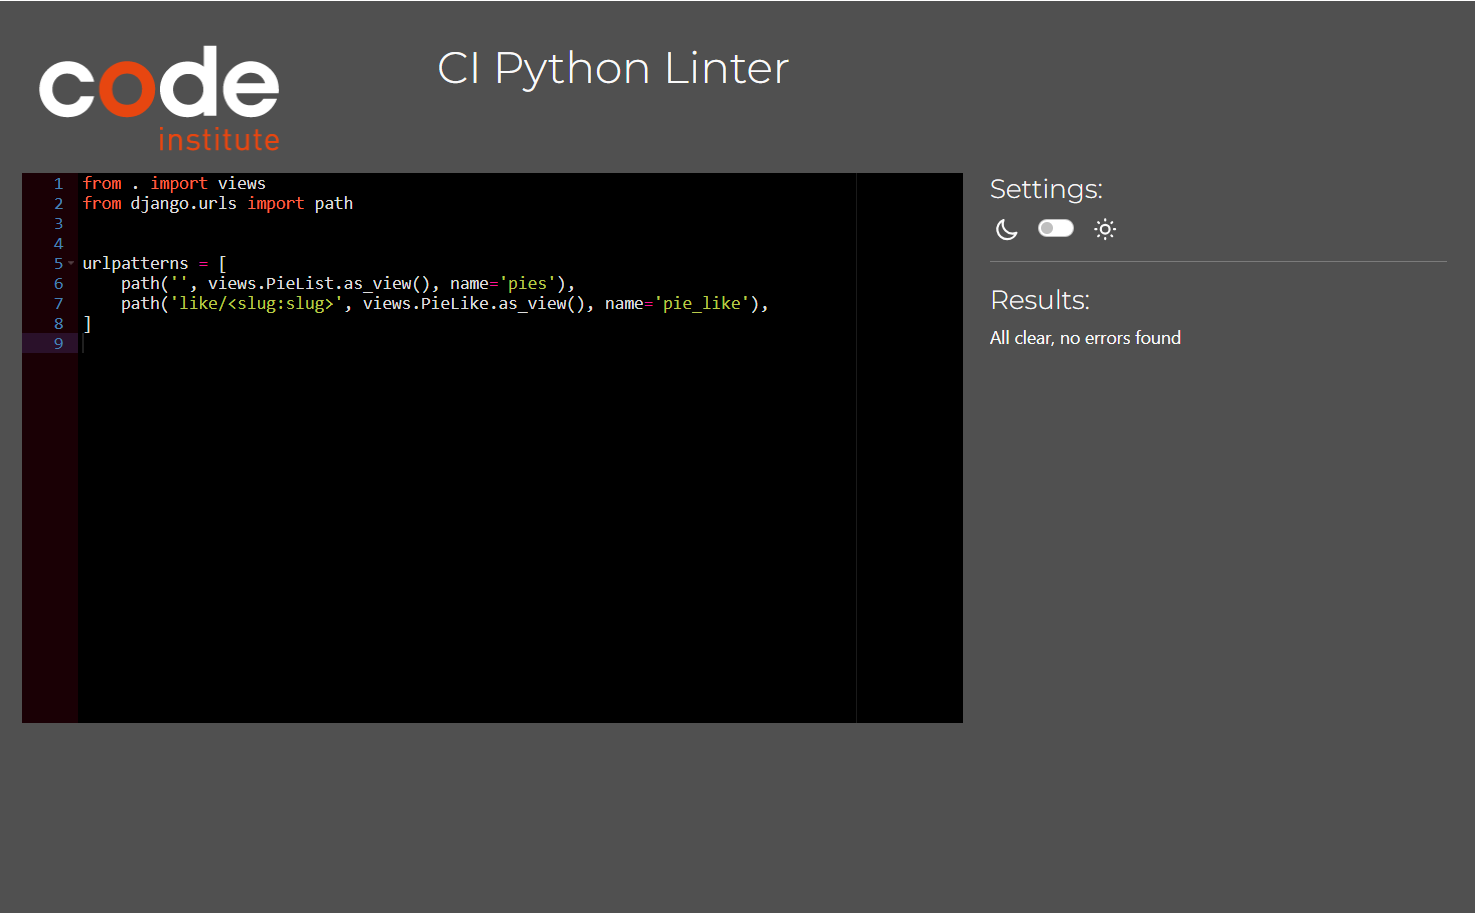 code
institute
CI Python Linter
1 from . import views
2 from django.urls import path
3
4
5 urlpatterns = [
6     path('', views.PieList.as_view(), name='pies'),
7     path('like/<slug:slug>', views.PieLike.as_view(), name='pie_like'),
8 ]
9
Settings:
Results:
All clear, no errors found